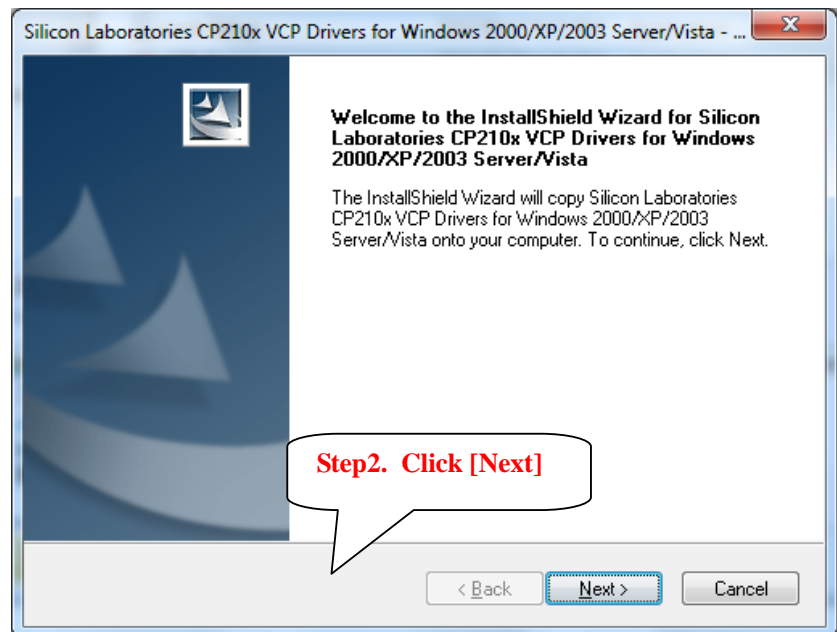 Silicon Laboratories CP210x VCP Drivers for Windows 2000/XP/2003 Server/Vista - ...
Welcome to the InstallShield Wizard for Silicon
Laboratories CP210x VCP Drivers for Windows
2000/XP/2003 Server/Vista
The InstallShield Wizard will copy Silicon Laboratories
CP210x VCP Drivers for Windows 2000/XP/2003
Server/Vista onto your computer. To continue, click Next.
Step2. Click [Next]
< Back Next > Cancel